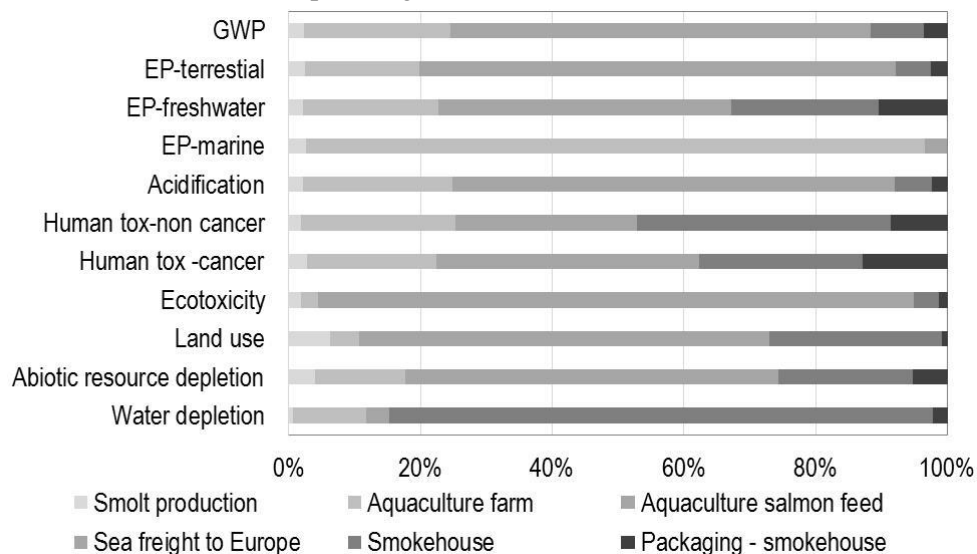 GWP
EP-terrestial
EP-freshwater
EP-marine
Acidification
Human tox-non cancer
Human tox -cancer
Ecotoxicity
Land use
Abiotic resource depletion
Water depletion
0% 20% 40% 60% 80% 100%
Smolt production Aquaculture farm Aquaculture salmon feed
Sea freight to Europe Smokehouse Packaging - smokehouse